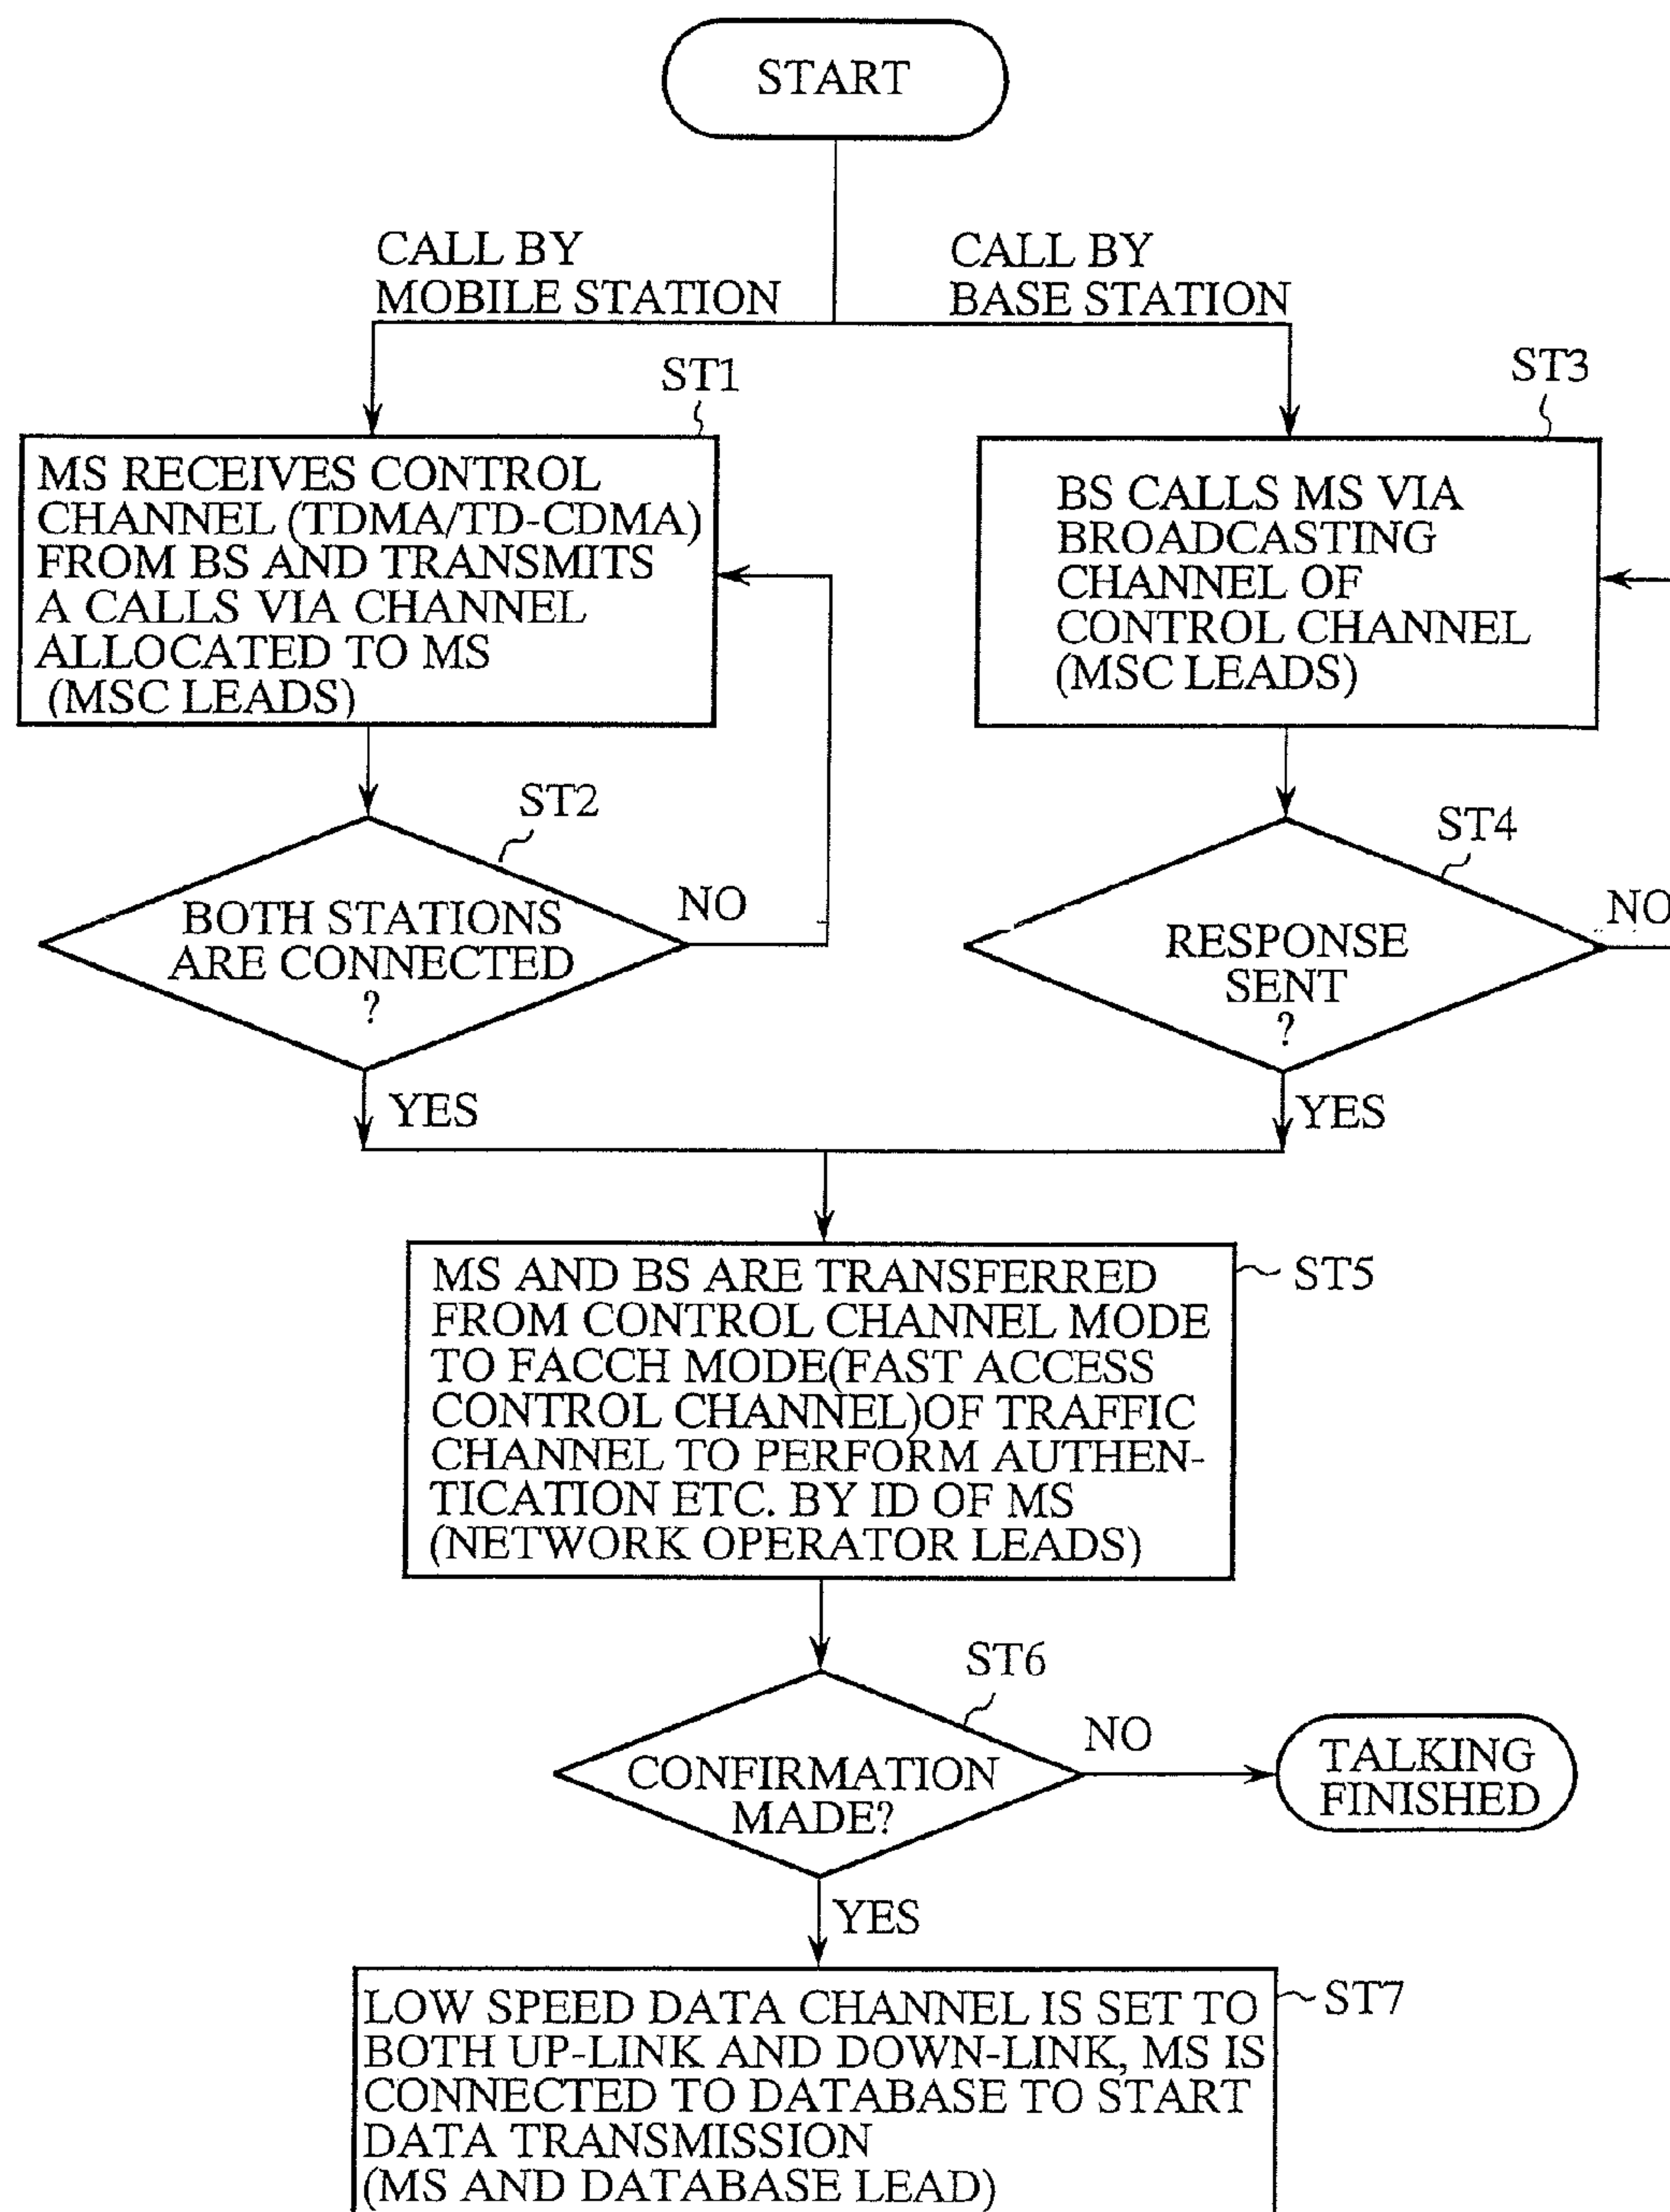 START
CALL BY
MOBILE STATION
CALL BY
BASE STATION
ST1
MS RECEIVES CONTROL
CHANNEL (TDMA/TD-CDMA)
FROM BS AND TRANSMITS
A CALLS VIA CHANNEL
ALLOCATED TO MS
(MSC LEADS)
ST3
BS CALLS MS VIA
BROADCASTING
CHANNEL OF
CONTROL CHANNEL
(MSC LEADS)
ST2
BOTH STATIONS
ARE CONNECTED
?
NO
YES
ST4
RESPONSE
SENT
?
NO
YES
MS AND BS ARE TRANSFERRED
FROM CONTROL CHANNEL MODE
TO FACCH MODE(FAST ACCESS
CONTROL CHANNEL)OF TRAFFIC
CHANNEL TO PERFORM AUTHEN-
TICATION ETC. BY ID OF MS
(NETWORK OPERATOR LEADS)
ST5
ST6
CONFIRMATION
MADE?
NO
TALKING
FINISHED
YES
LOW SPEED DATA CHANNEL IS SET TO
BOTH UP-LINK AND DOWN-LINK, MS IS
CONNECTED TO DATABASE TO START
DATA TRANSMISSION
(MS AND DATABASE LEAD)
ST7